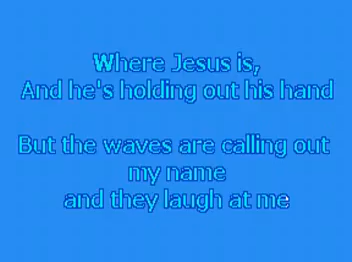 Where Jesus is,
And he's holding out his hand
But the waves are calling out
my name
and they laugh at me